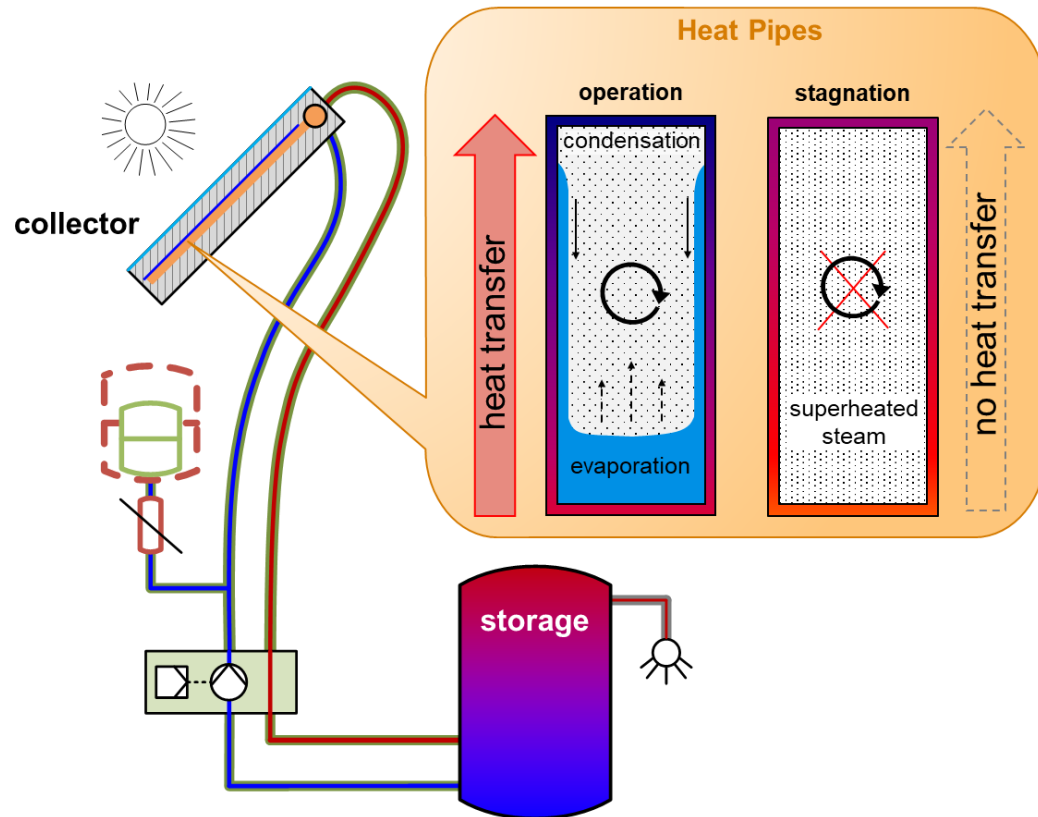 Heat Pipes
operation
stagnation
condensation
heat transfer
evaporation
superheated
steam
no heat transfer
collector
storage